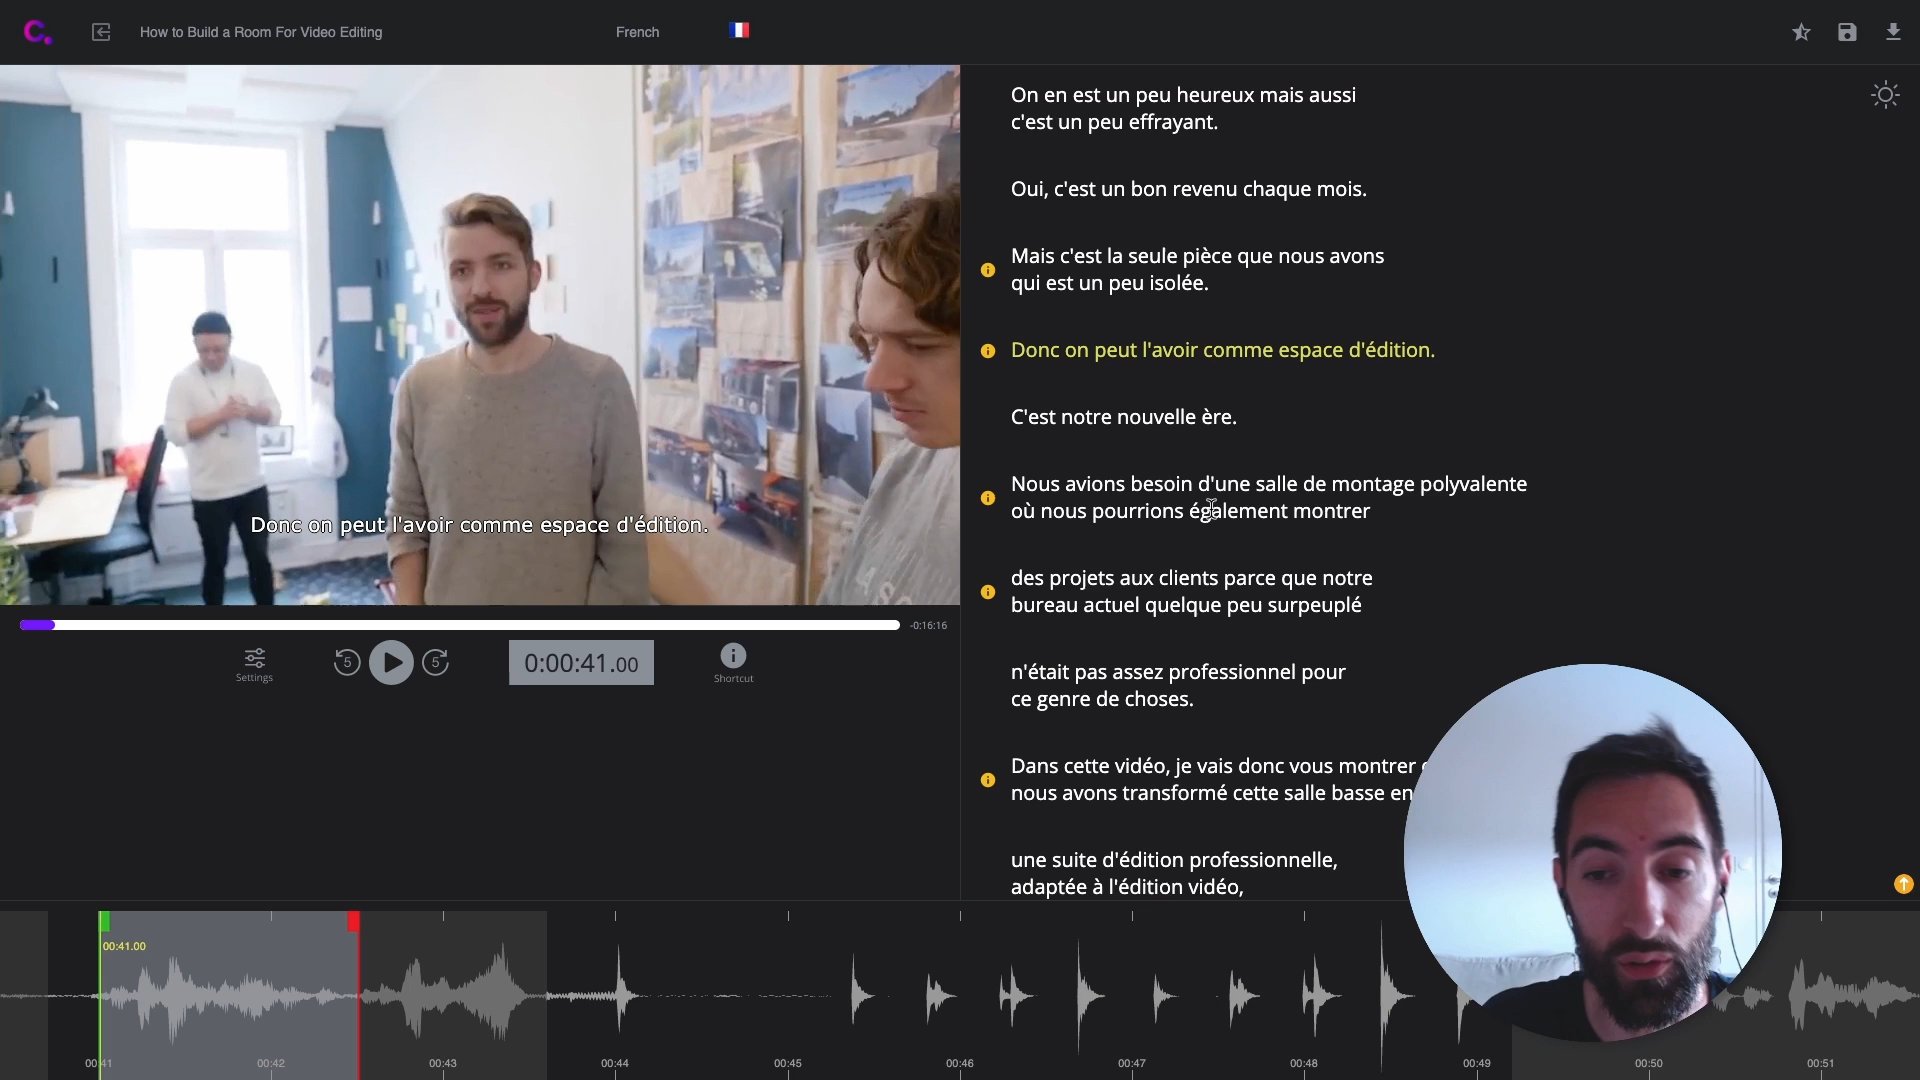 How to Build a Room For Video Editing
French
On en est un peu heureux mais aussi
c'est un peu effrayant.
Oui, c'est un bon revenu chaque mois.
Mais c'est la seule pièce que nous avons
qui est un peu isolée.
Donc on peut l'avoir comme espace d'édition.
C'est notre nouvelle ère.
Nous avions besoin d'une salle de montage polyvalente
où nous pourrions également montrer
des projets aux clients parce que notre
bureau actuel quelque peu surpeuplé
n'était pas assez professionnel pour
ce genre de choses.
Dans cette vidéo, je vais donc vous montrer
nous avons transformé cette salle basse en
une suite d'édition professionnelle,
adaptée à l'édition vidéo,
Donc on peut l'avoir comme espace d'édition.
-0:16:16
Settings
5
5
0:00:41.00
Shortcut
00:41.00
00:41
00:42
00:43
00:44
00:45
00:46
00:47
00:48
00:49
00:50
00:51